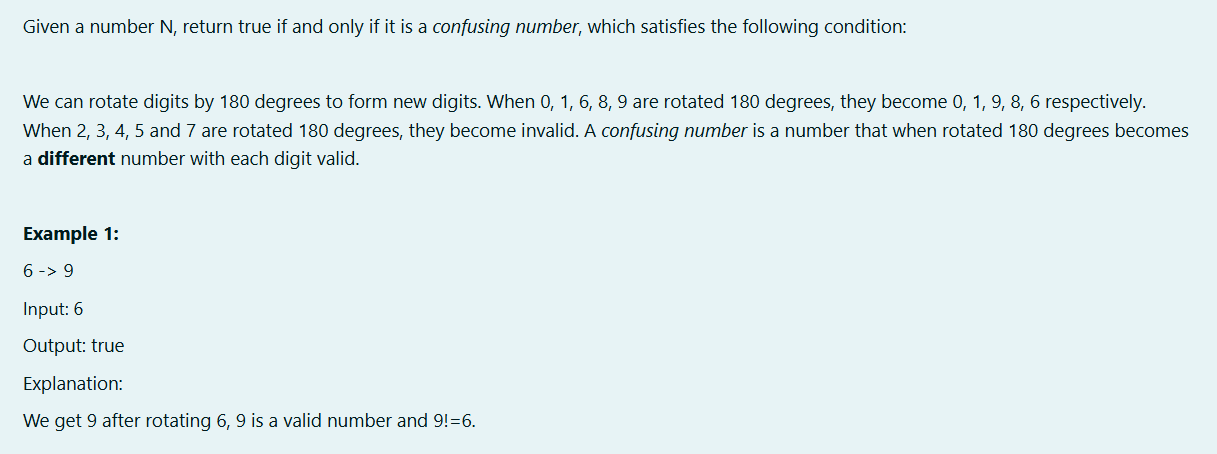 Given a number N, return true if and only if it is a confusing number, which satisfies the following condition:
We can rotate digits by 180 degrees to form new digits. When 0, 1, 6, 8, 9 are rotated 180 degrees, they become 0, 1, 9, 8, 6 respectively.
When 2, 3, 4, 5 and 7 are rotated 180 degrees, they become invalid. A confusing number is a number that when rotated 180 degrees becomes
a different number with each digit valid.
Example 1:
6 -> 9
Input: 6
Output: true
Explanation:
We get 9 after rotating 6, 9 is a valid number and 9!=6.